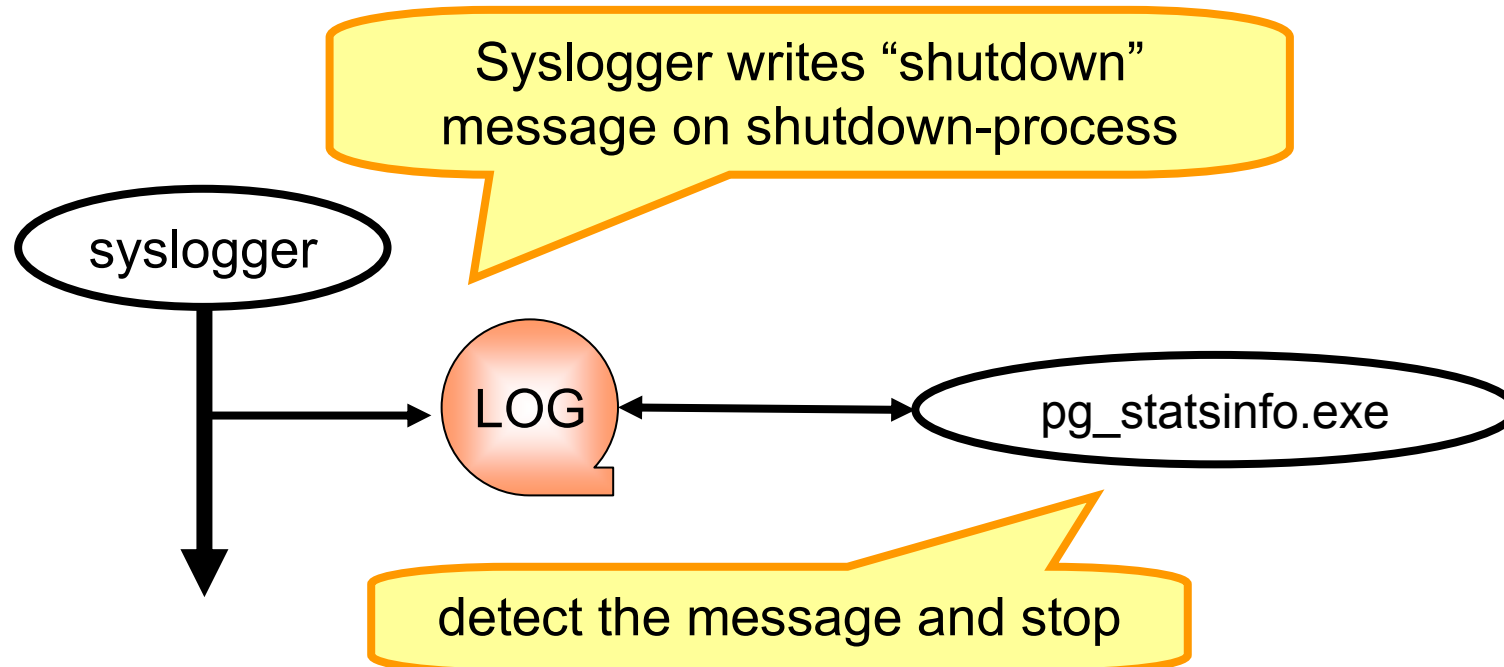 Syslogger writes “shutdown”
message on shutdown-process
syslogger
LOG
pg_statsinfo.exe
detect the message and stop